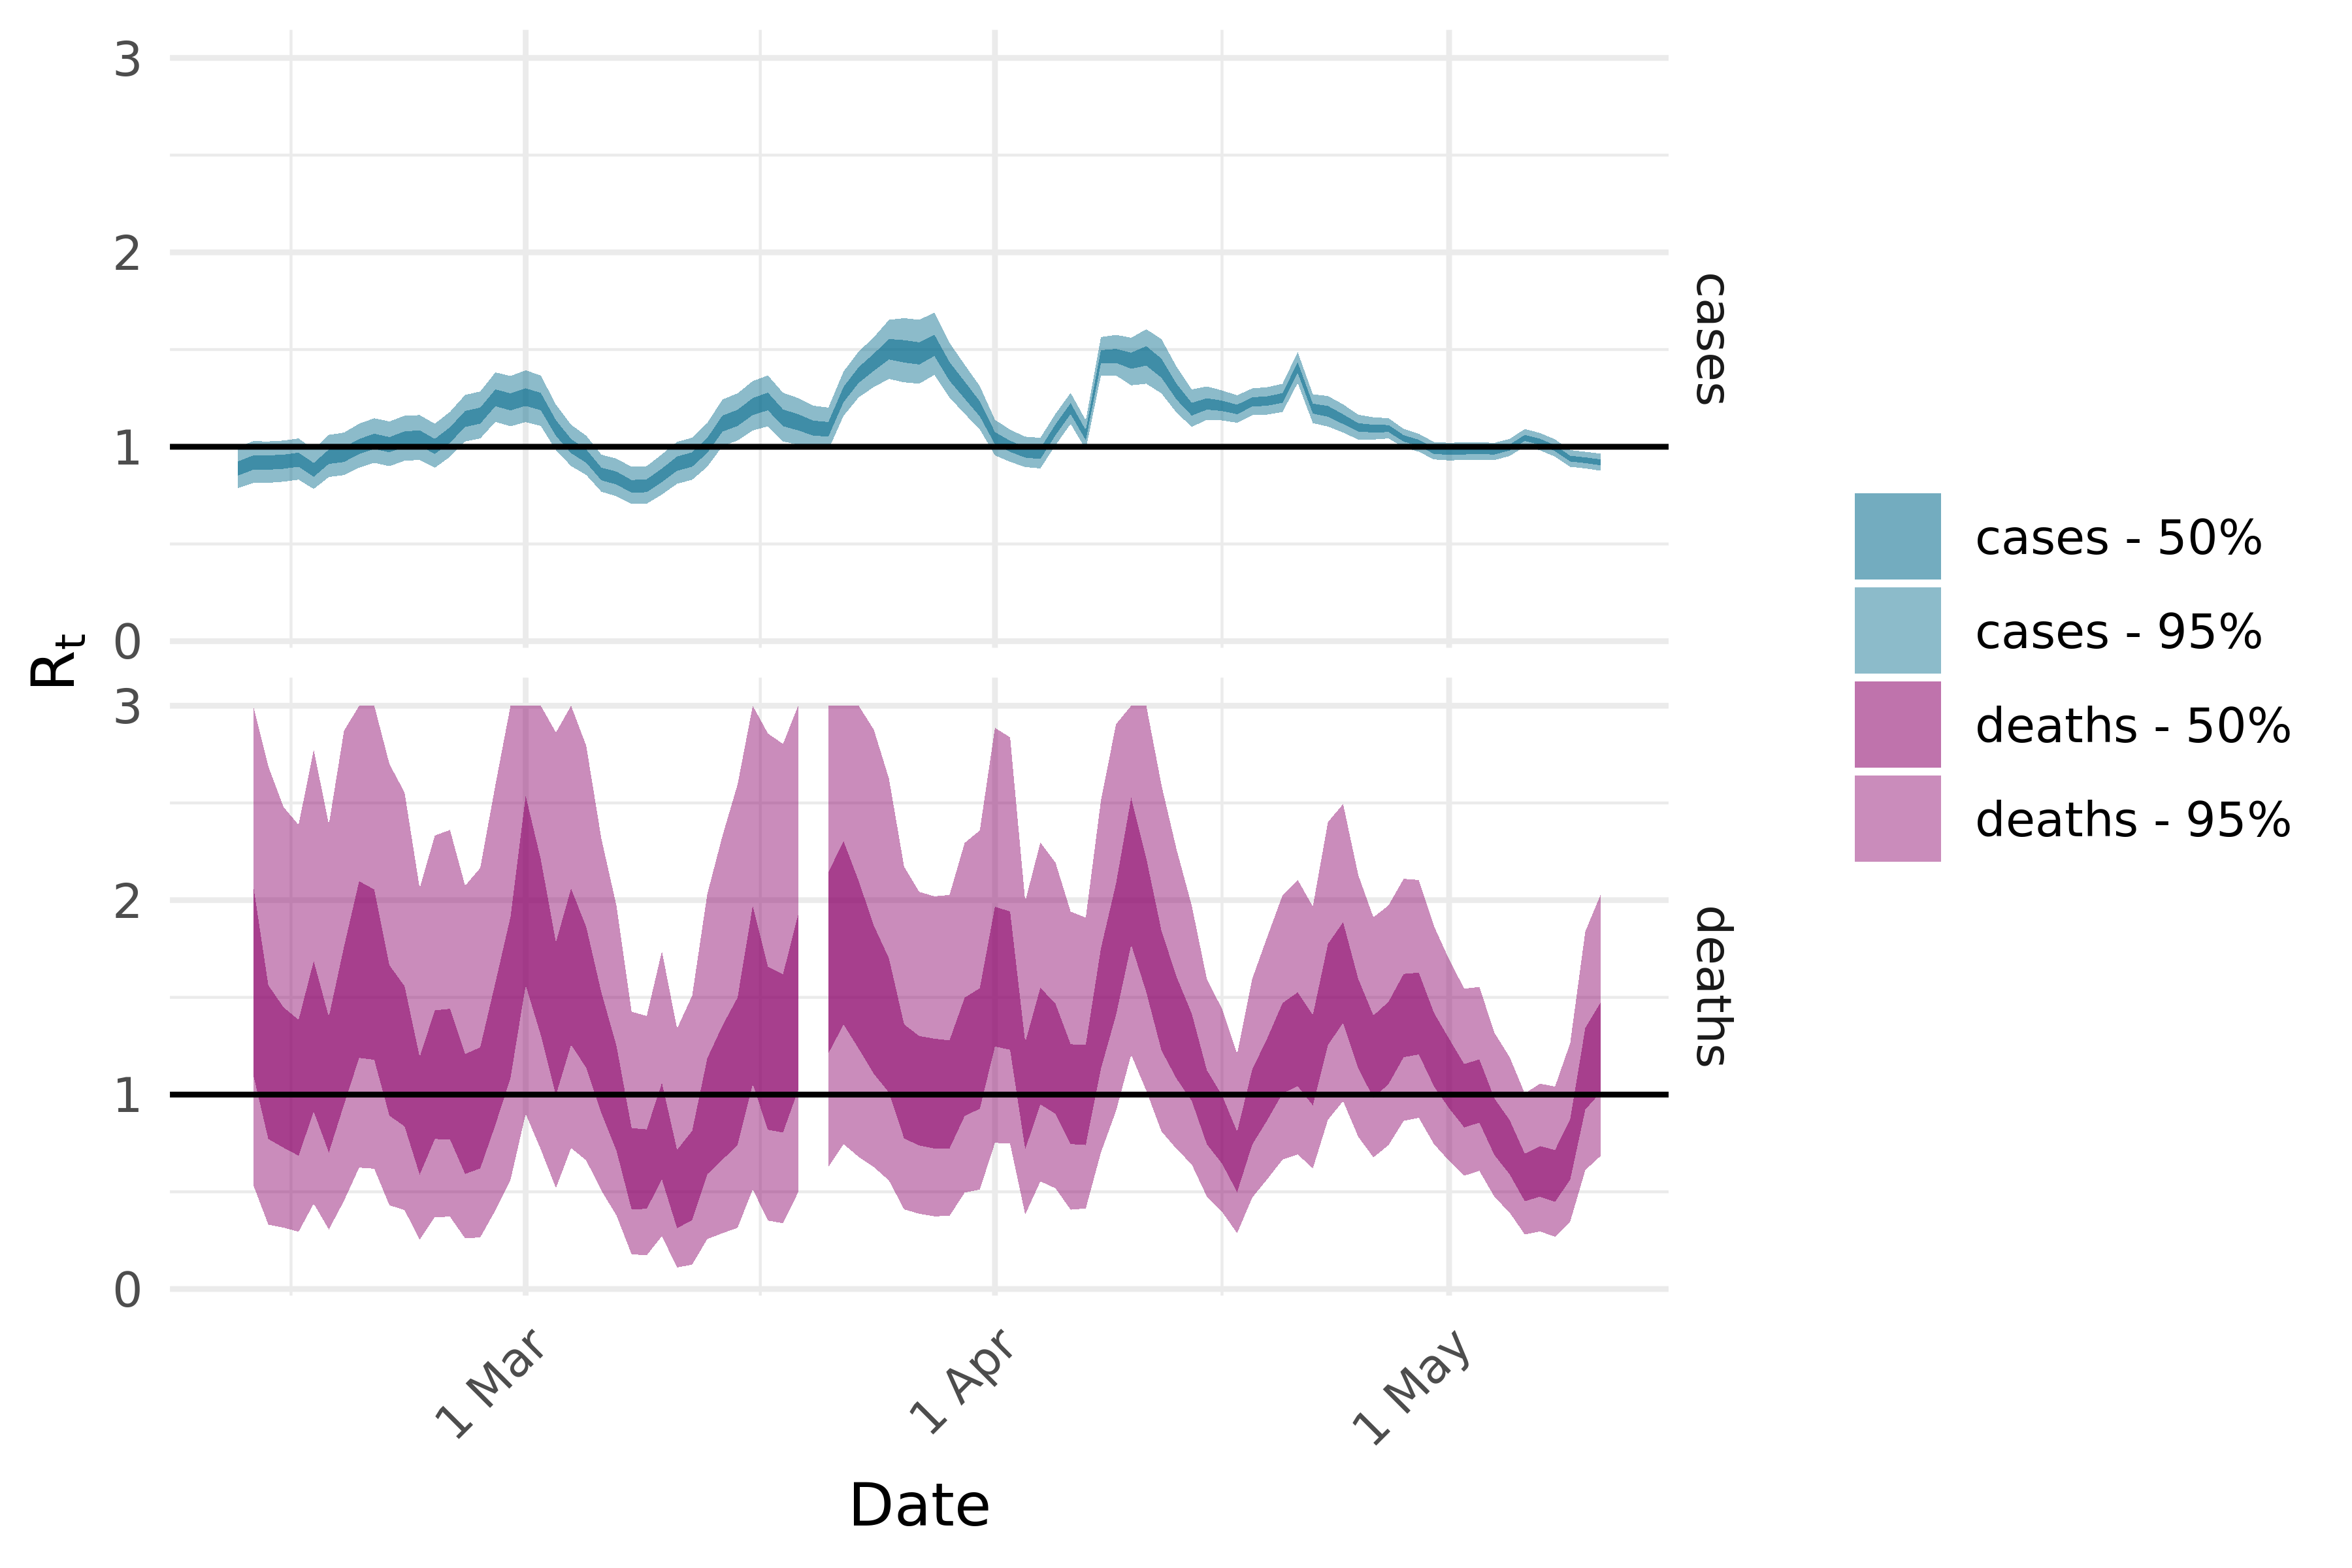 3
2
1
0
cases
R_t
3
2
1
0
deaths
1 Mar
1 Apr
1 May
Date
cases - 50%
cases - 95%
deaths - 50%
deaths - 95%